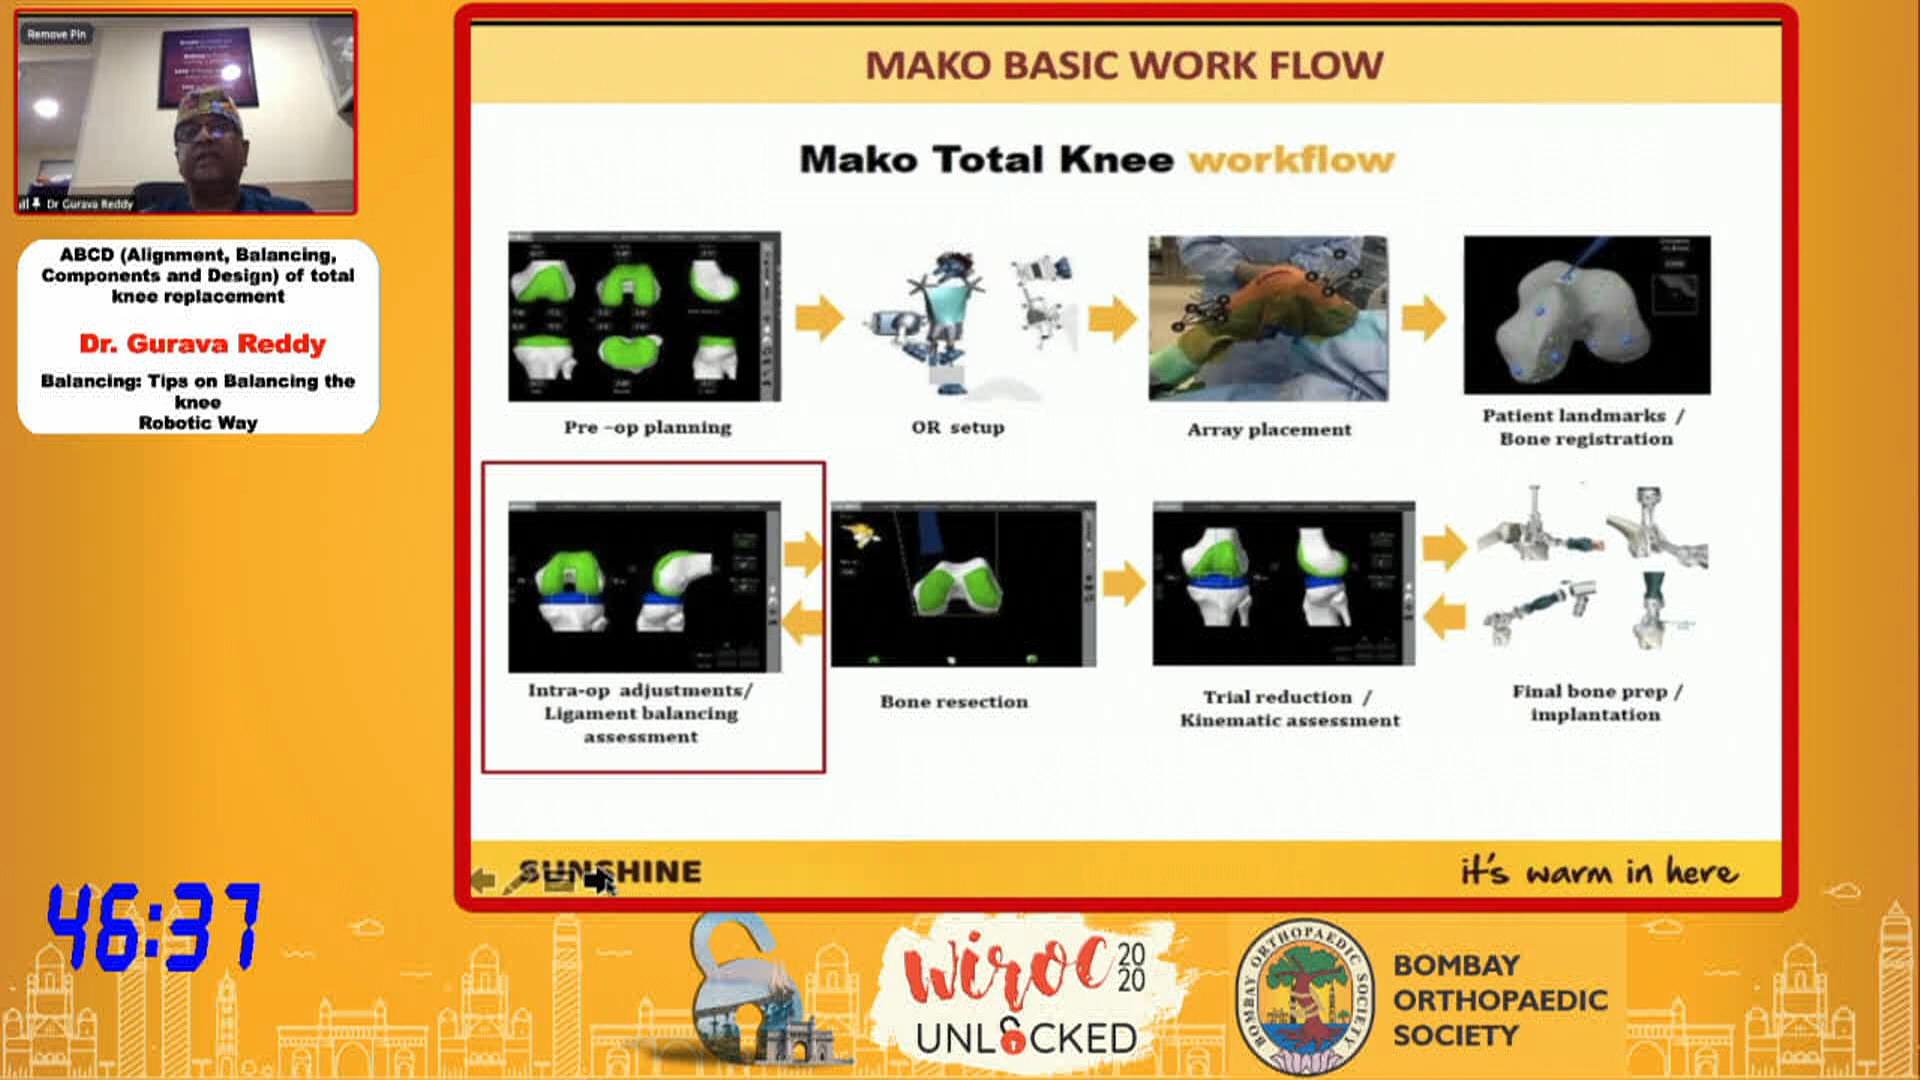 Remove Pin
Dr Gurava Reddy
ABCD (Alignment, Balancing,
Components and Design) of total
knee replacement
Dr. Gurava Reddy
Balancing: Tips on Balancing the
knee
Robotic Way
46:37
MAKO BASIC WORK FLOW
Mako Total Knee workflow
Pre -op planning
OR setup
Array placement
Patient landmarks /
Bone registration
Intra-op adjustments/
Ligament balancing
assessment
Bone resection
Trial reduction /
Kinematic assessment
Final bone prep /
implantation
SUNSHINE
it's warm in here
wiroc 20
20
UNLOCKED
BOMBAY ORTHOPAEDIC SOCIETY
BOMBAY
ORTHOPAEDIC
SOCIETY